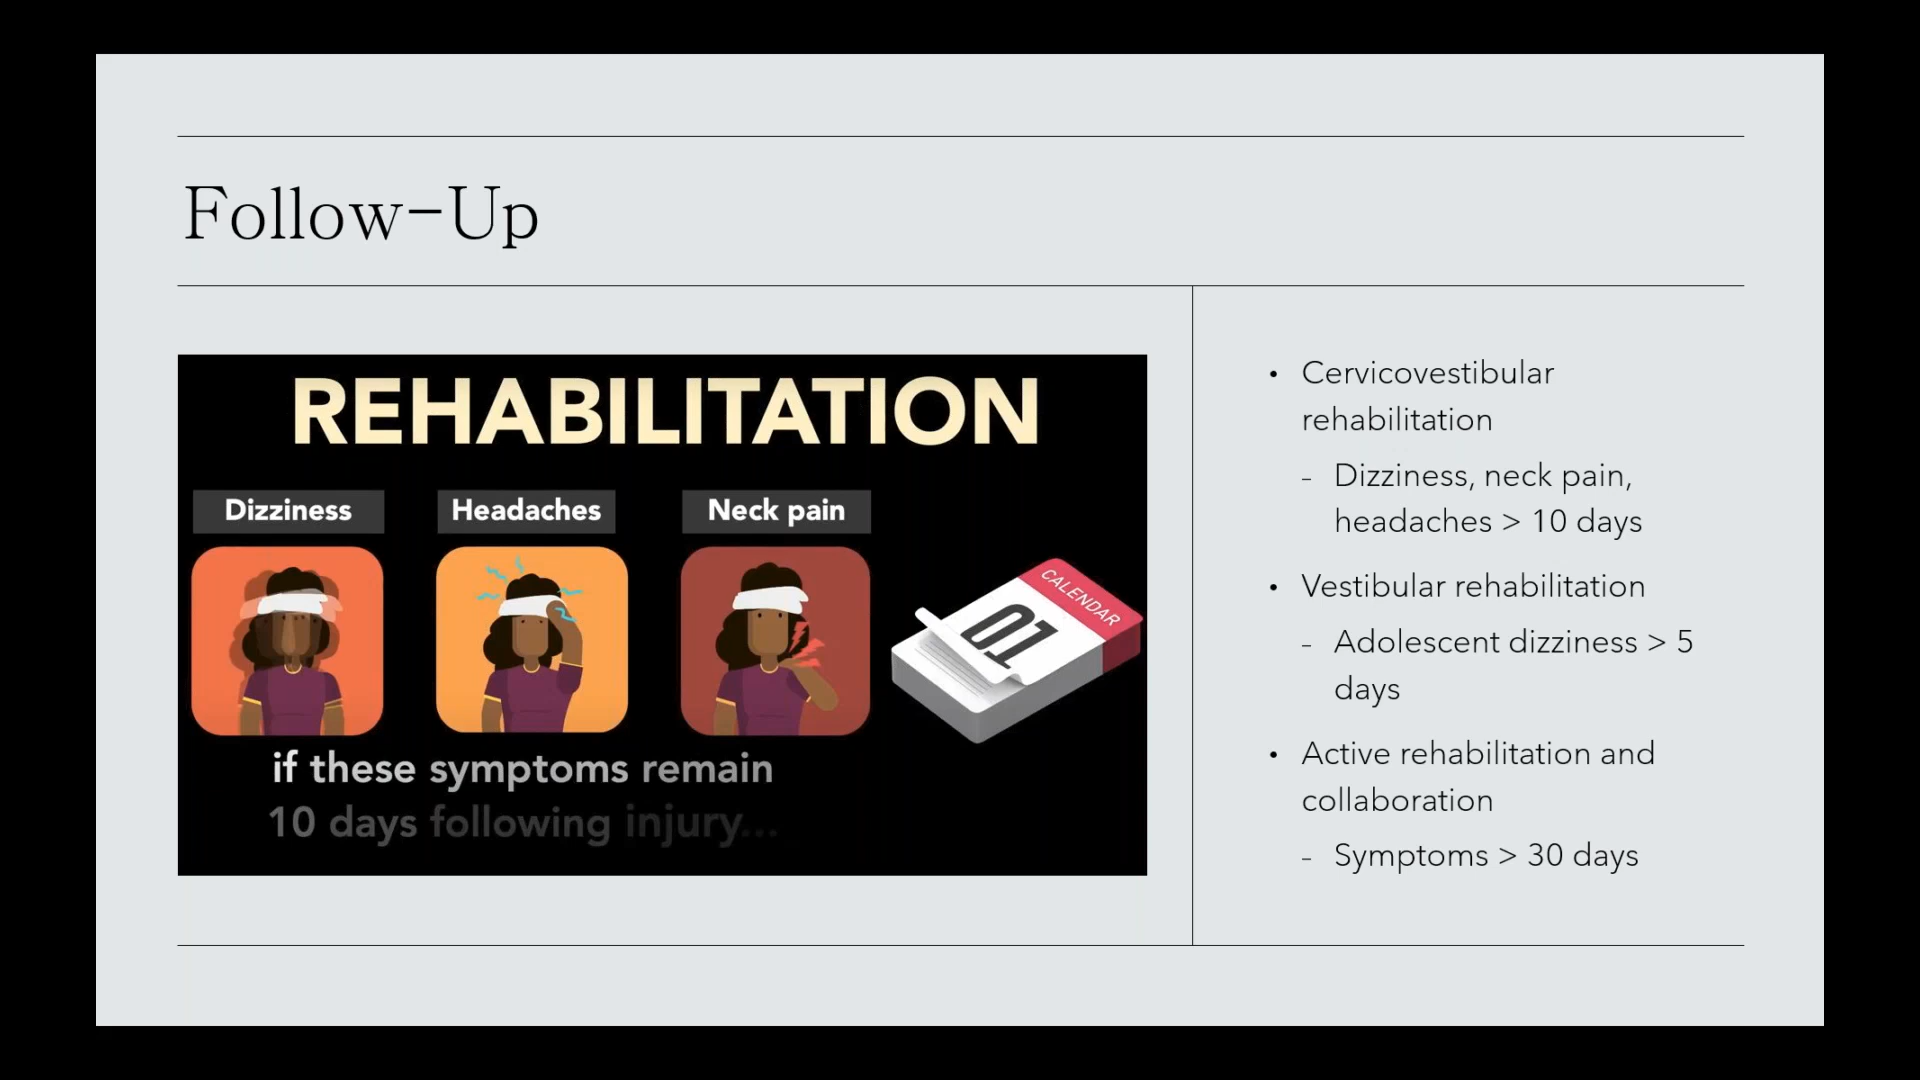 Follow-Up
REHABILITATION
Dizziness
Headaches
Neck pain
CALENDAR
01
if these symptoms remain
10 days following injury...
• Cervicovestibular
rehabilitation
- Dizziness, neck pain,
headaches > 10 days
• Vestibular rehabilitation
- Adolescent dizziness > 5
days
• Active rehabilitation and
collaboration
- Symptoms > 30 days